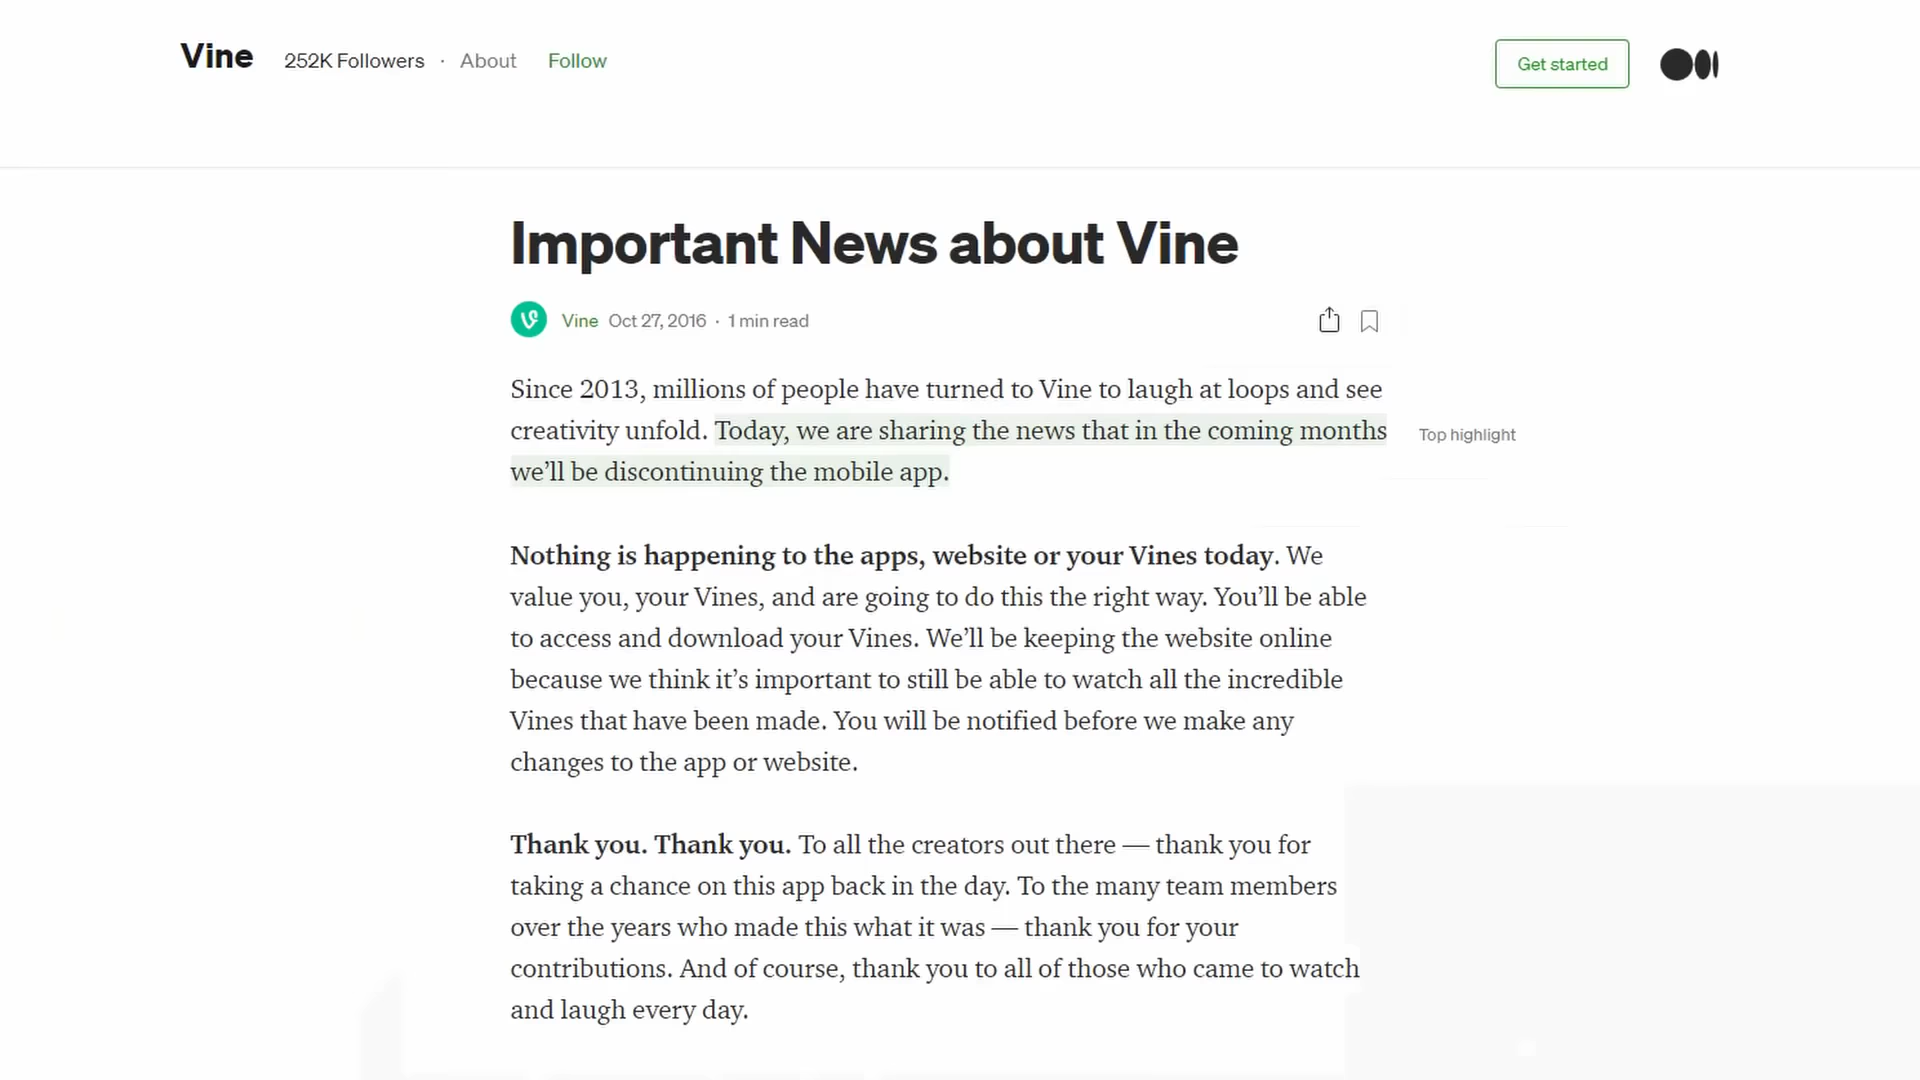 Vine 252K Followers · About Follow
Get started
Important News about Vine
Vine Oct 27, 2016 · 1 min read
Since 2013, millions of people have turned to Vine to laugh at loops and see
creativity unfold. Today, we are sharing the news that in the coming months
Top highlight
we’ll be discontinuing the mobile app.
Nothing is happening to the apps, website or your Vines today. We
value you, your Vines, and are going to do this the right way. You’ll be able
to access and download your Vines. We’ll be keeping the website online
because we think it’s important to still be able to watch all the incredible
Vines that have been made. You will be notified before we make any
changes to the app or website.
Thank you. Thank you. To all the creators out there — thank you for
taking a chance on this app back in the day. To the many team members
over the years who made this what it was — thank you for your
contributions. And of course, thank you to all of those who came to watch
and laugh every day.